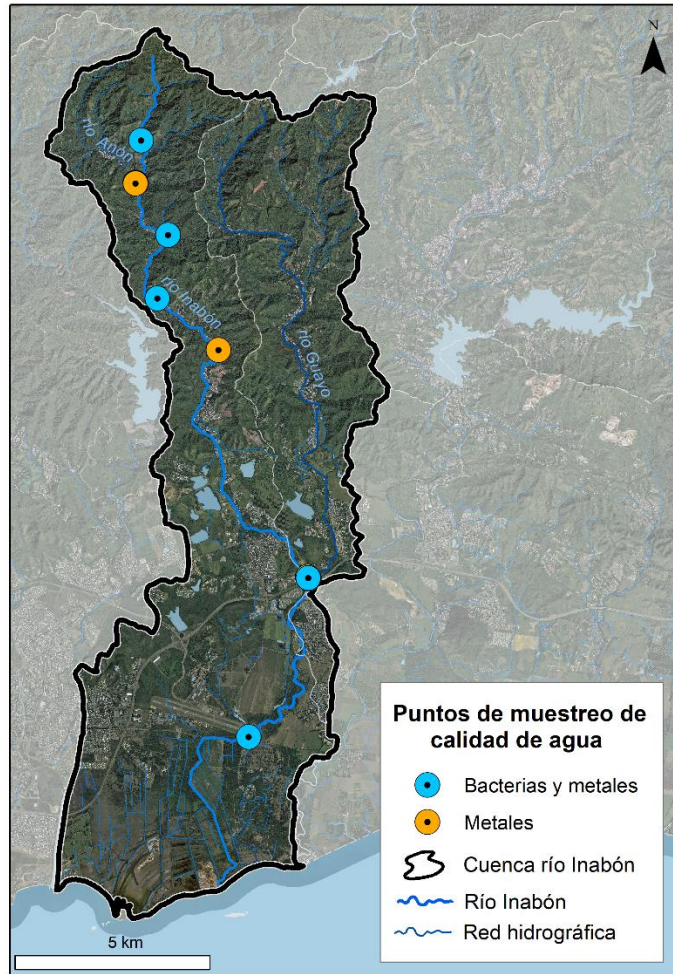 N
río Anón
río Inabón
río Guayo
Puntos de muestreo de
calidad de agua
Bacterias y metales
Metales
Cuenca río Inabón
Río Inabón
Red hidrográfica
5 km